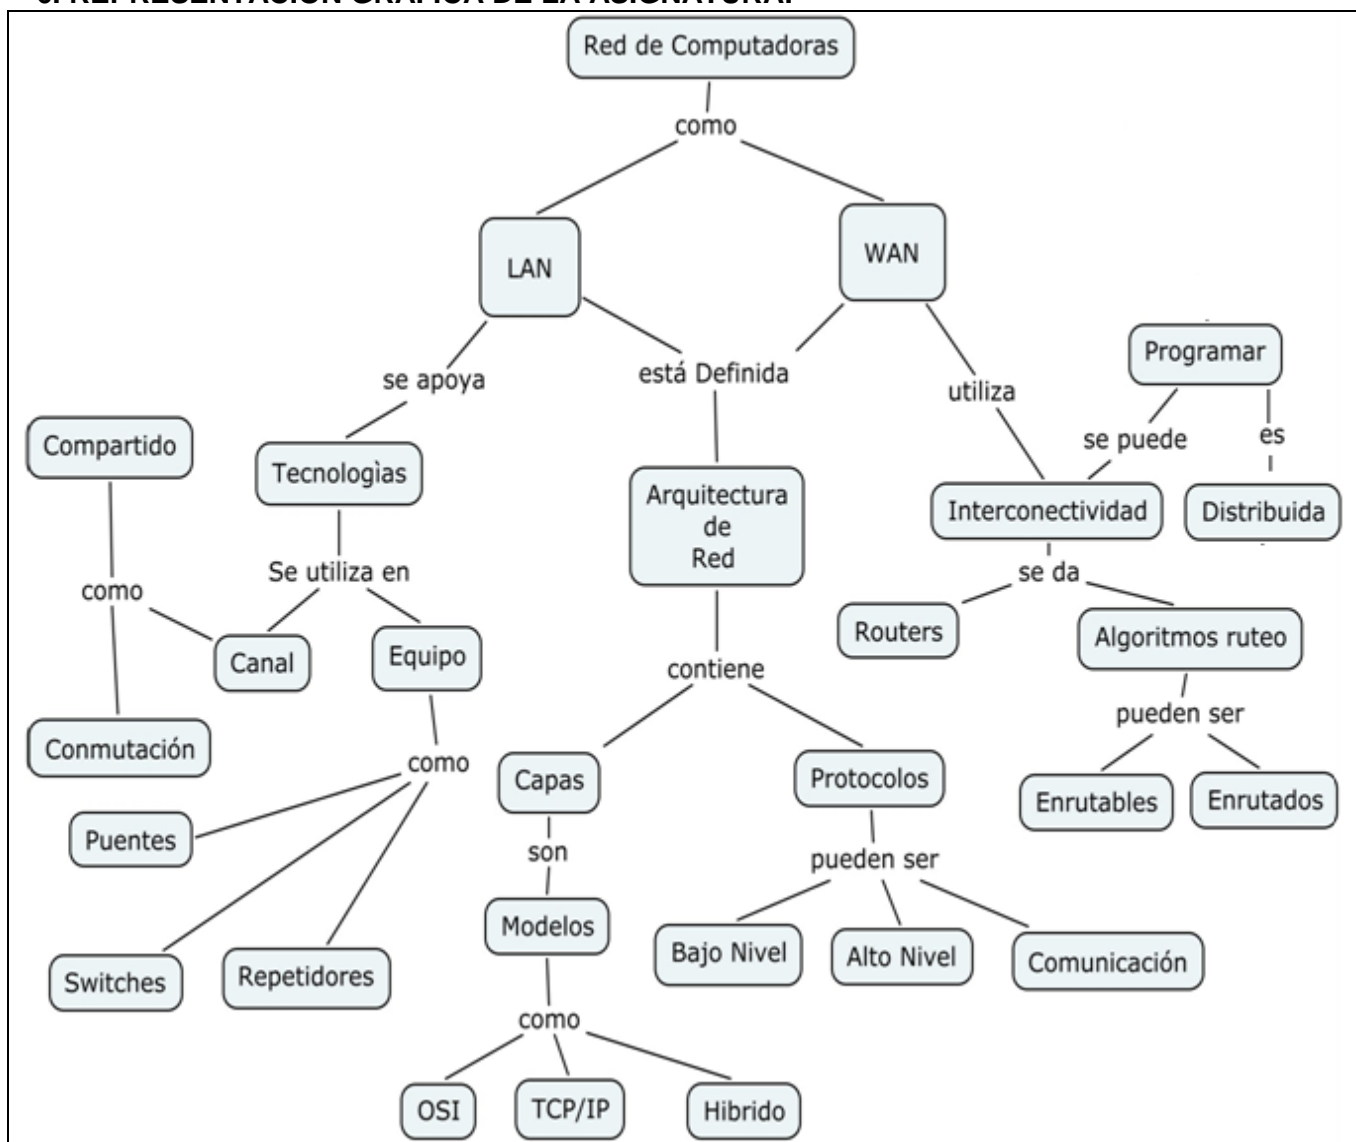 Red de Computadoras
como
LAN
WAN
se apoya
está Definida
utiliza
Programar
se puede
es
Compartido
Tecnologìas
Arquitectura
de
Red
Interconectividad
Distribuida
como
Se utiliza en
se da
Canal
Equipo
Routers
Algoritmos ruteo
contiene
pueden ser
Conmutación
como
Capas
Protocolos
Enrutables
Enrutados
Puentes
son
pueden ser
Switches
Repetidores
Modelos
Bajo Nivel
Alto Nivel
Comunicación
como
OSI
TCP/IP
Hibrido